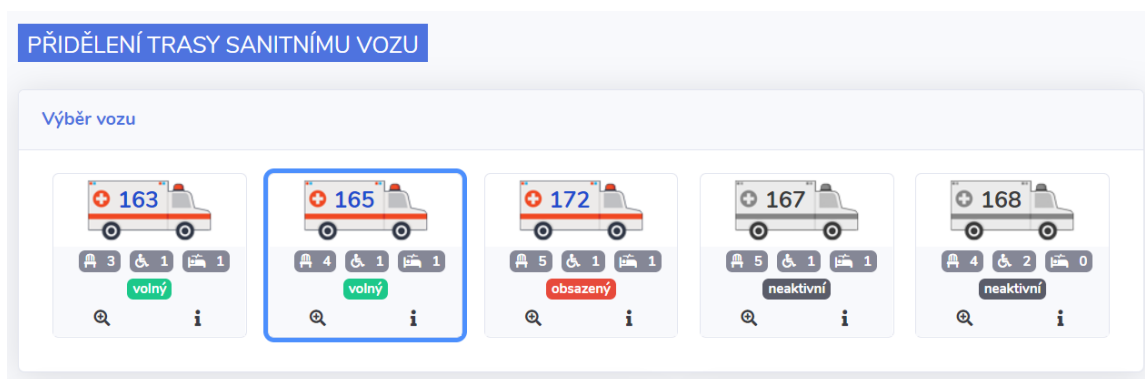 PŘIDĚLENÍ TRASY SANITNÍMU VOZU
Výběr vozu
163 165 172 167 168
3 1 1 4 1 1 5 1 1 5 1 1 4 2 0
volný volný obsazený neaktivní neaktivní